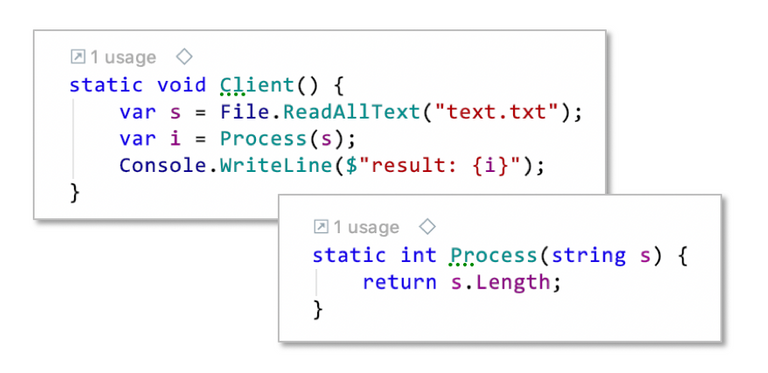 1 usage
static void Client() {
    var s = File.ReadAllText("text.txt");
    var i = Process(s);
    Console.WriteLine($"result: {i}");
}
1 usage
static int Process(string s) {
    return s.Length;
}